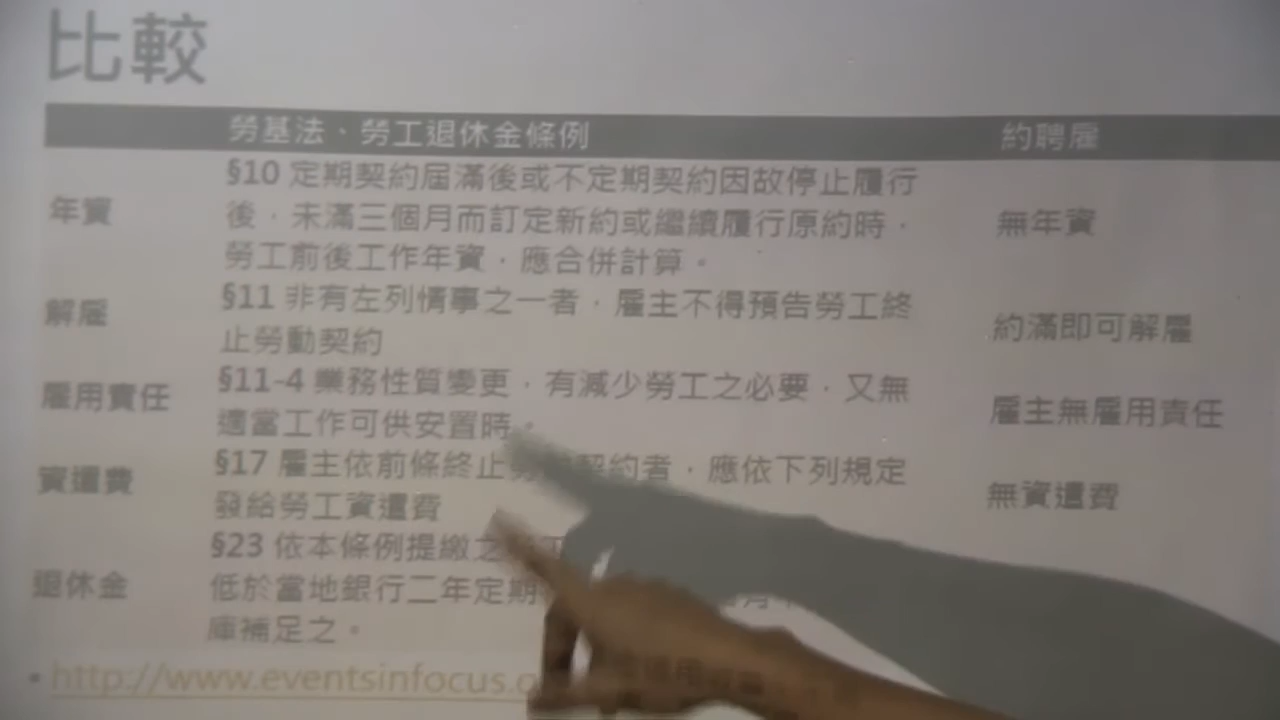 比較
勞基法、勞工退休金條例 約聘雇
年資 §10 定期契約屆滿後或不定期契約因故停止履行
後，未滿三個月而訂定新約或繼續履行原約時，
勞工前後工作年資，應合併計算。 無年資
解雇 §11 非有左列情事之一者，雇主不得預告勞工終
止勞動契約 約滿即可解雇
雇用責任 §11-4 業務性質變更，有減少勞工之必要，又無
適當工作可供安置時。 雇主無雇用責任
資遣費 §17 雇主依前條終止 契約者，應依下列規定
發給勞工資遣費 無資遣費
§23 依本條例提繳之
退休金 低於當地銀行二年定期
庫補足之。
http://www.eventsinfocus.o